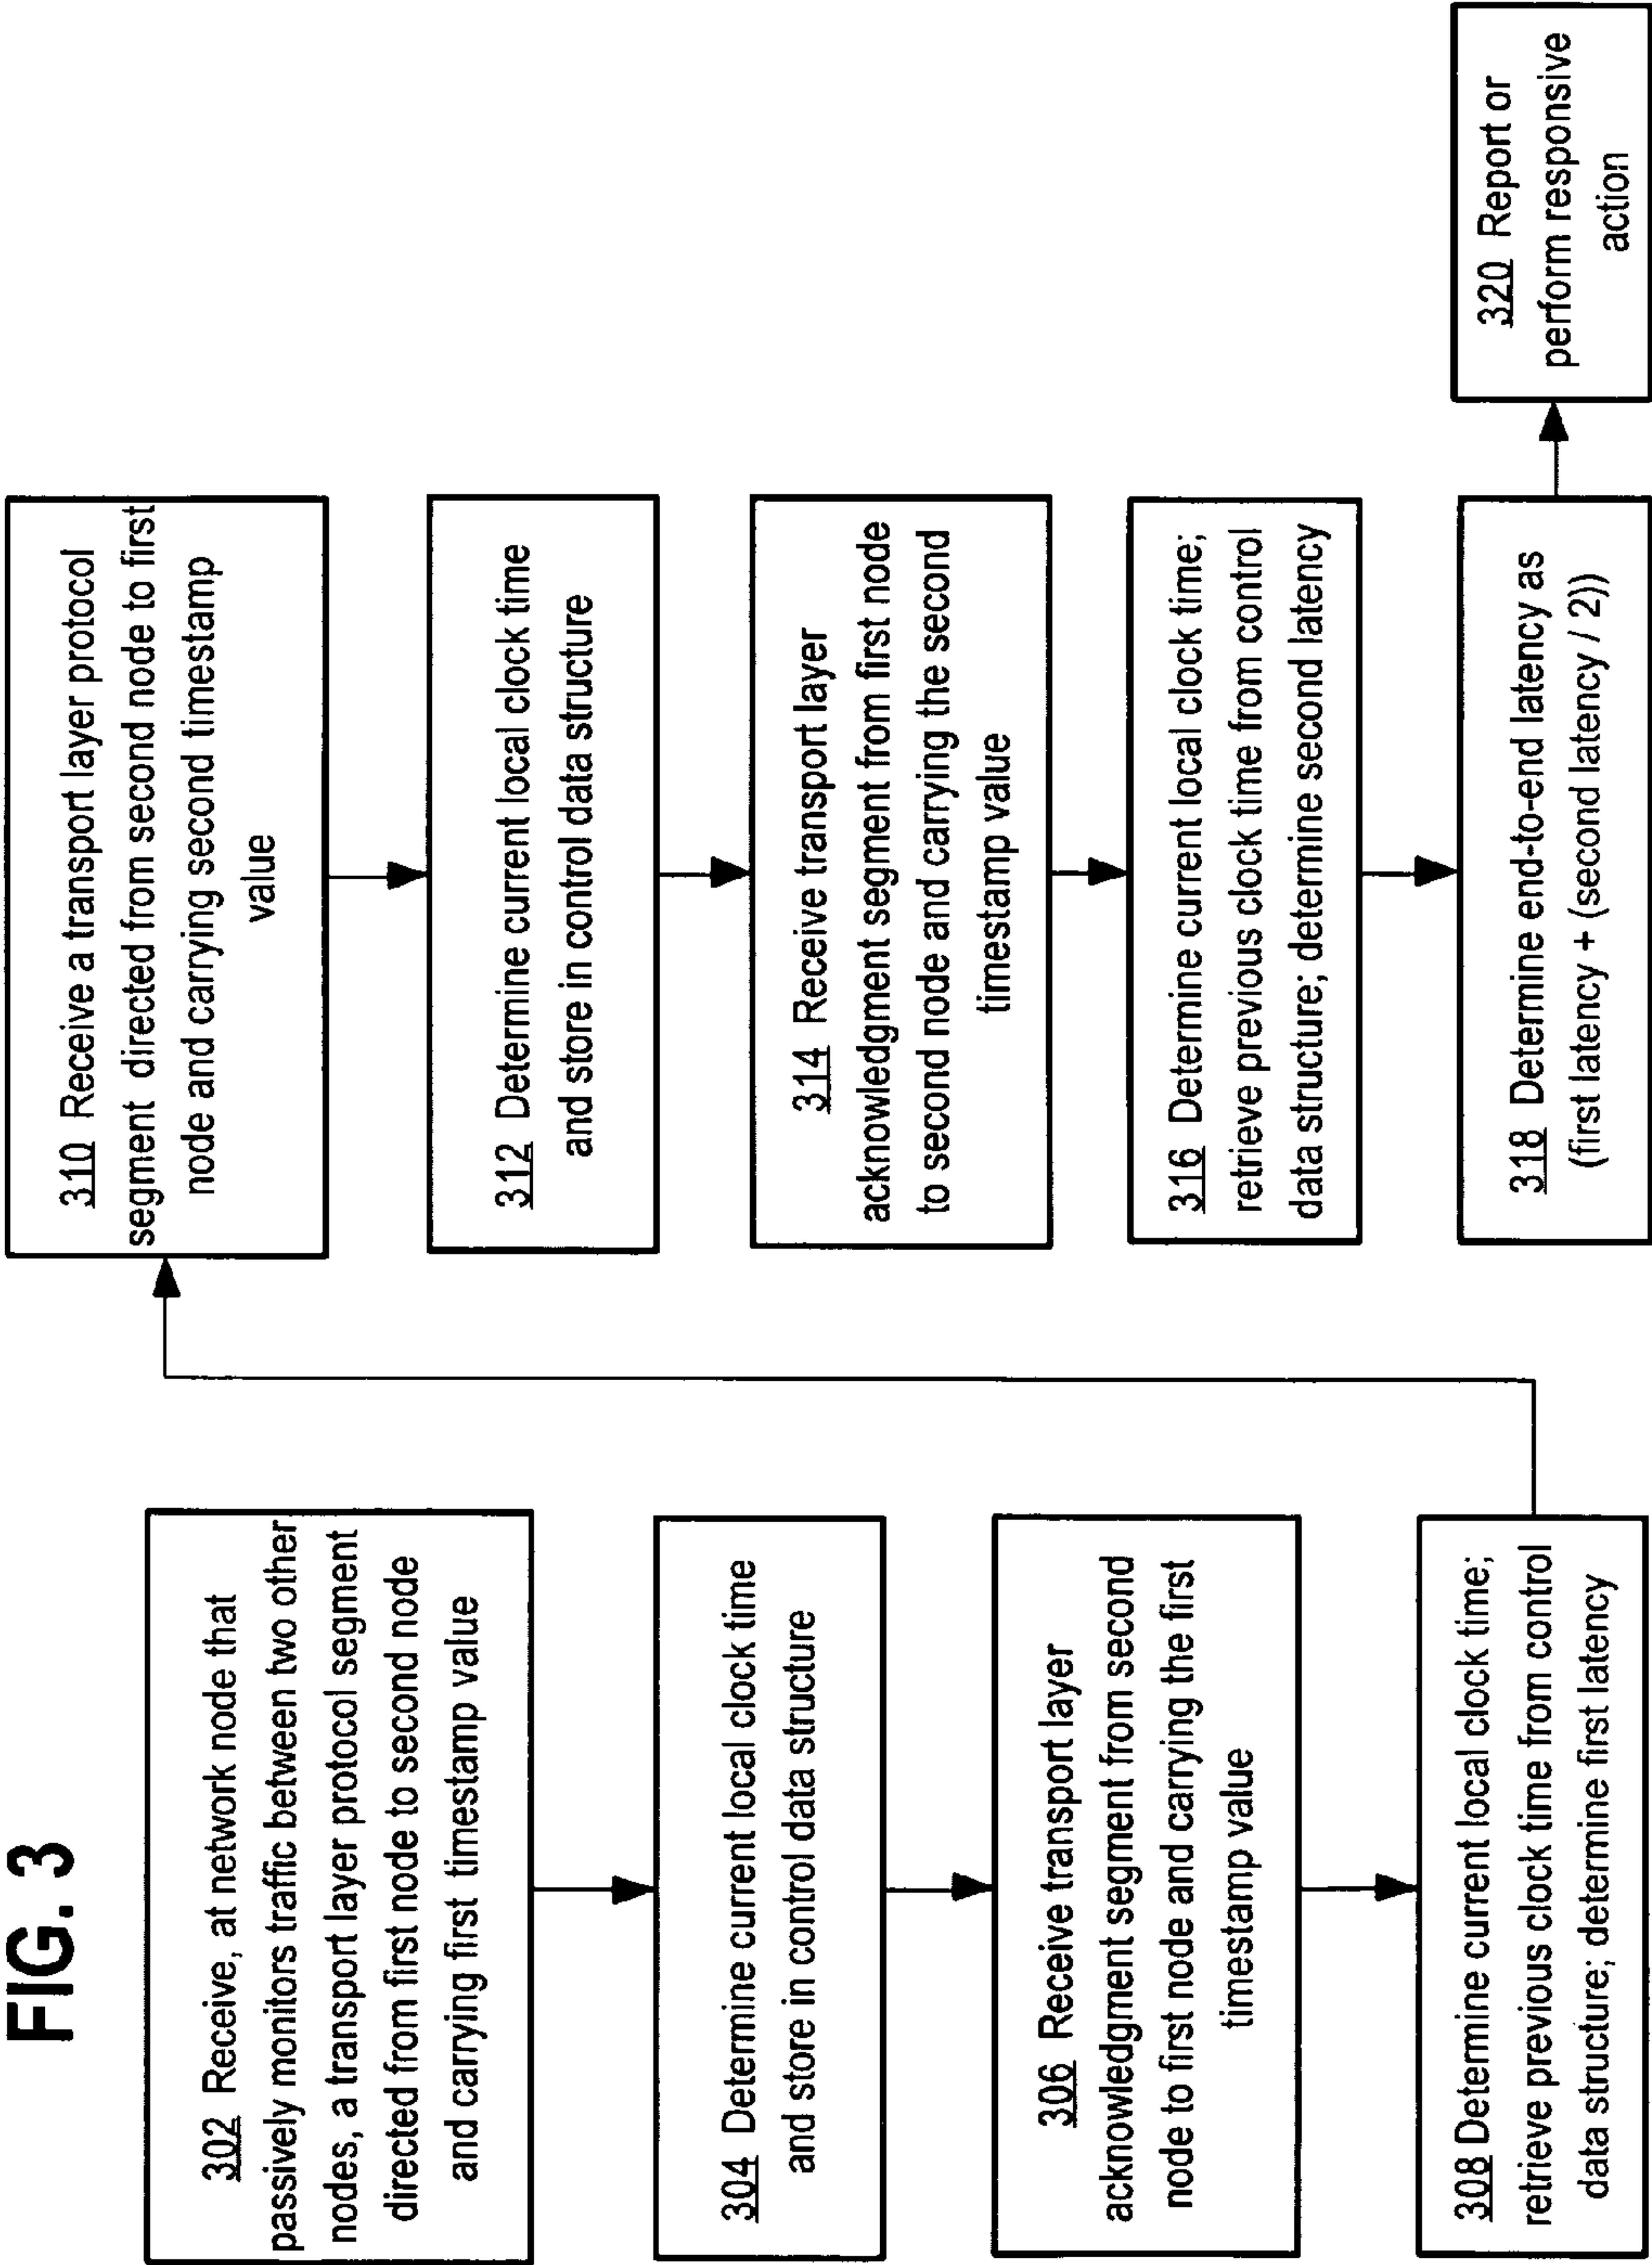 FIG. 3
302 Receive, at network node that
passively monitors traffic between two other
nodes, a transport layer protocol segment
directed from first node to second node
and carrying first timestamp value
304 Determine current local clock time
and store in control data structure
306 Receive transport layer
acknowledgment segment from second
node to first node and carrying the first
timestamp value
308 Determine current local clock time;
retrieve previous clock time from control
data structure; determine first latency
310 Receive a transport layer protocol
segment directed from second node to first
node and carrying second timestamp
value
312 Determine current local clock time
and store in control data structure
314 Receive transport layer
acknowledgment segment from first node
to second node and carrying the second
timestamp value
316 Determine current local clock time;
retrieve previous clock time from control
data structure; determine second latency
318 Determine end-to-end latency as
(first latency + (second latency / 2))
320 Report or
perform responsive
action